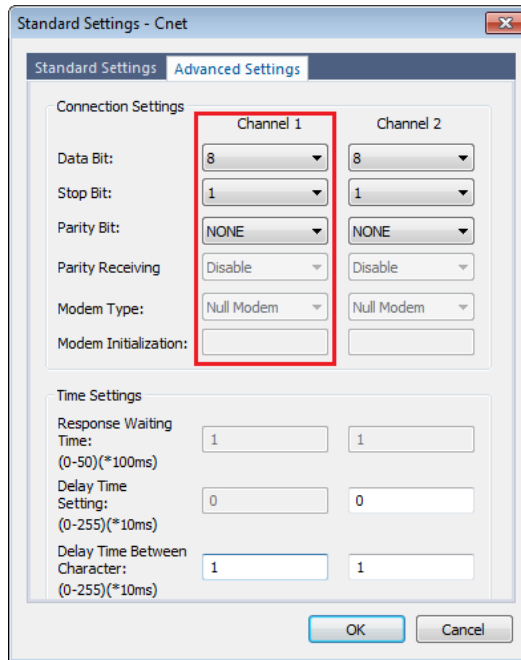 Standard Settings - Cnet
Standard Settings Advanced Settings
Connection Settings
Channel 1 Channel 2
Data Bit: 8 8
Stop Bit: 1 1
Parity Bit: NONE NONE
Parity Receiving Disable Disable
Modem Type: Null Modem Null Modem
Modem Initialization:
Time Settings
Response Waiting
Time: 1 1
(0-50)(*100ms)
Delay Time
Setting: 0 0
(0-255)(*10ms)
Delay Time Between
Character: 1 1
(0-255)(*10ms)
OK Cancel